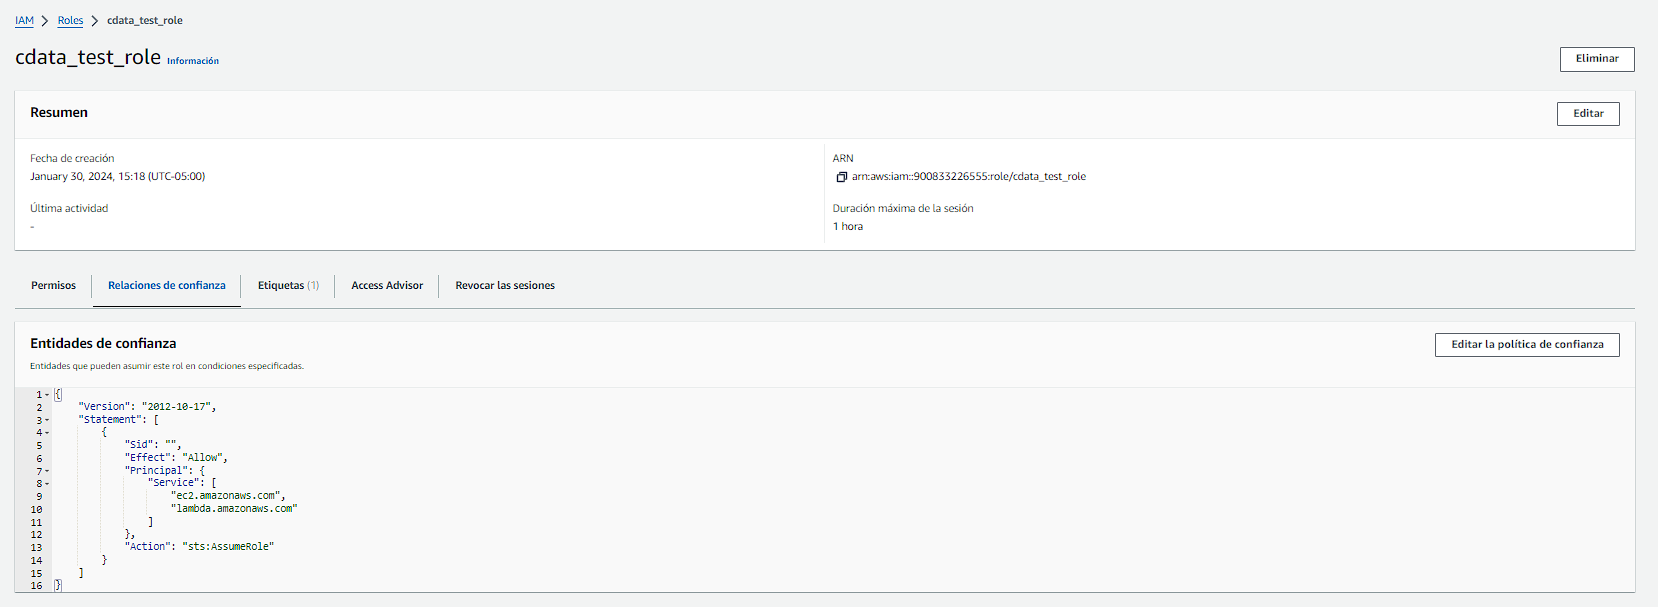 IAM > Roles > cdata_test_role
cdata_test_role Información
Eliminar
Resumen
Editar
Fecha de creación
January 30, 2024, 15:18 (UTC-05:00)
ARN
arn:aws:iam::900833226555:role/cdata_test_role
Última actividad
-
Duración máxima de la sesión
1 hora
Permisos
Relaciones de confianza
Etiquetas (1)
Access Advisor
Revocar las sesiones
Entidades de confianza
Editar la política de confianza
Entidades que pueden asumir este rol en condiciones especificadas.
1 {
2 "Version": "2012-10-17",
3 "Statement": [
4 {
5 "Sid": "",
6 "Effect": "Allow",
7 "Principal": {
8 "Service": [
9 "ec2.amazonaws.com",
10 "lambda.amazonaws.com"
11 ]
12 },
13 "Action": "sts:AssumeRole"
14 }
15 ]
16 }